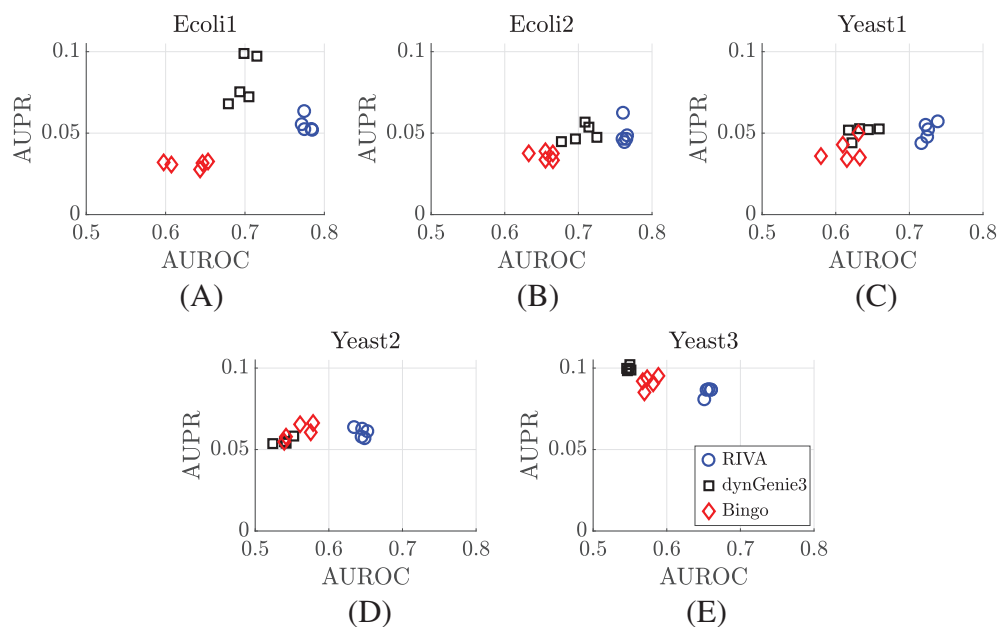 Ecoli1
0.1
0.05
0
AUPR
0.5 0.6 0.7 0.8
AUROC
(A)
Ecoli2
0.1
0.05
0
AUPR
0.5 0.6 0.7 0.8
AUROC
(B)
Yeast1
0.1
0.05
0
AUPR
0.5 0.6 0.7 0.8
AUROC
(C)
Yeast2
0.1
0.05
0
AUPR
0.5 0.6 0.7 0.8
AUROC
(D)
Yeast3
0.1
0.05
0
AUPR
RIVA
dynGenie3
Bingo
0.5 0.6 0.7 0.8
AUROC
(E)